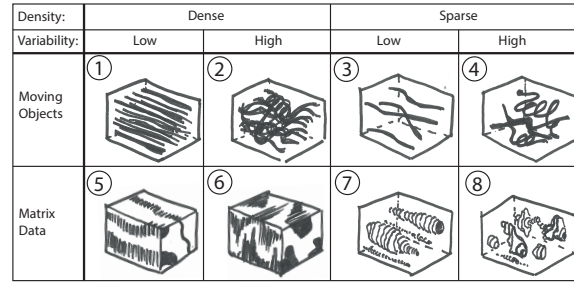 Density: Dense Sparse
Variability: Low High Low High
Moving Objects
1 2 3 4
Matrix Data
5 6 7 8